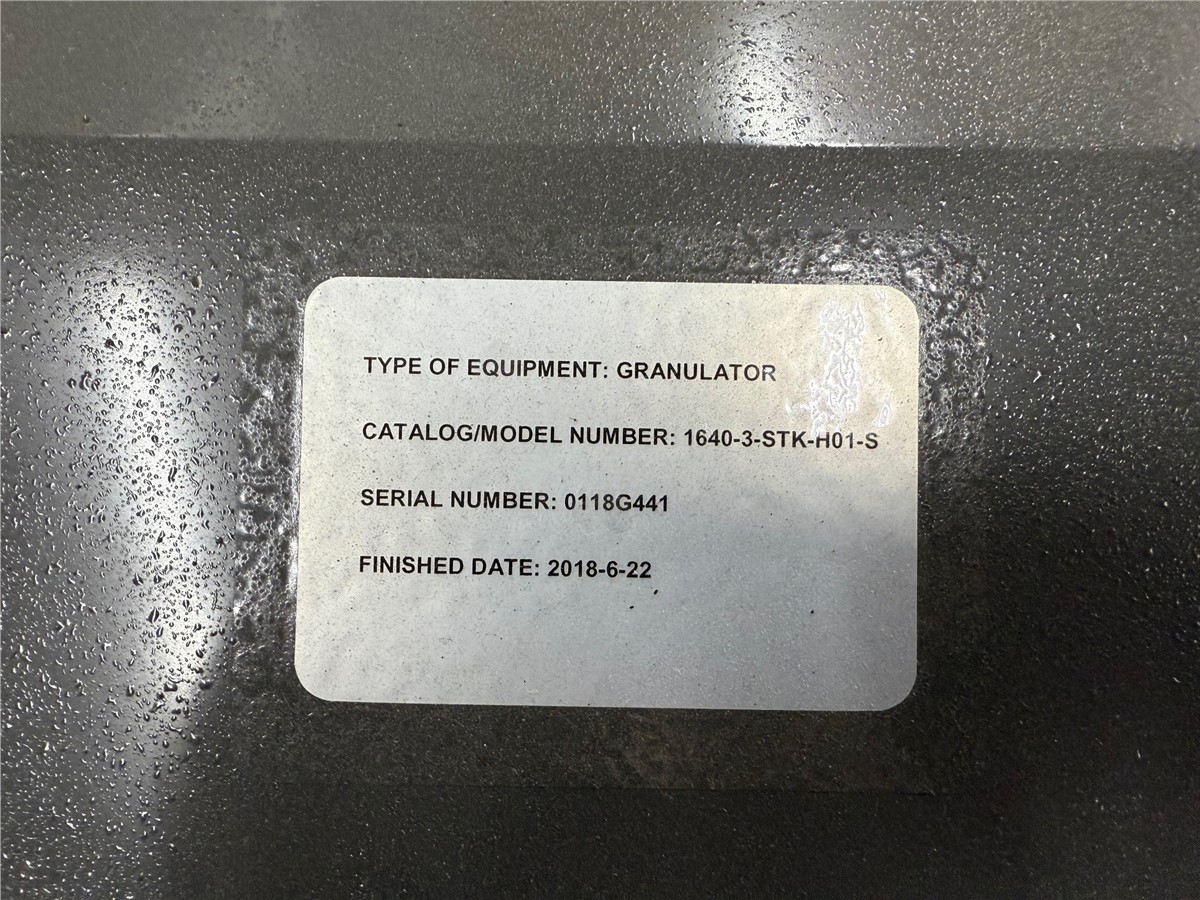 TYPE OF EQUIPMENT: GRANULATOR
CATALOG/MODEL NUMBER: 1640-3-STK-H01-S
SERIAL NUMBER: 0118G441
FINISHED DATE: 2018-6-22